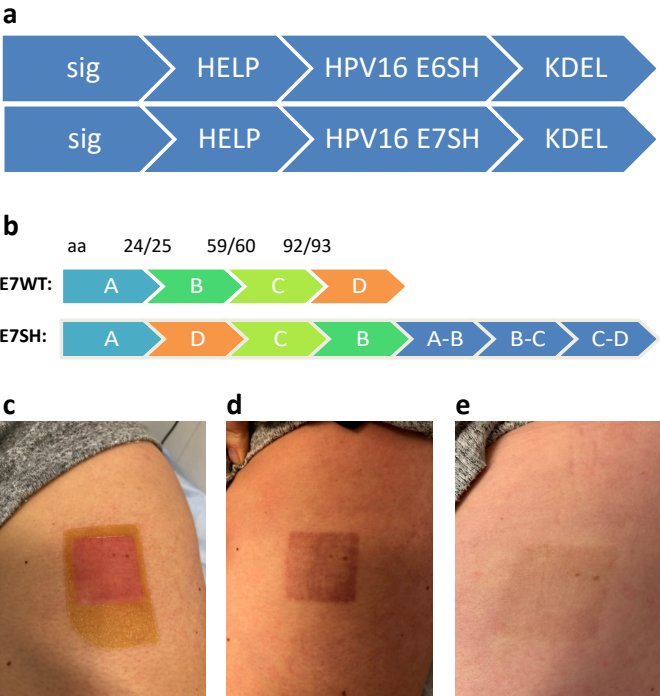 a
sig HELP HPV16 E6SH KDEL
sig HELP HPV16 E7SH KDEL
b
aa 24/25 59/60 92/93
E7WT: A B C D
E7SH: A D C B A-B B-C C-D
c d e